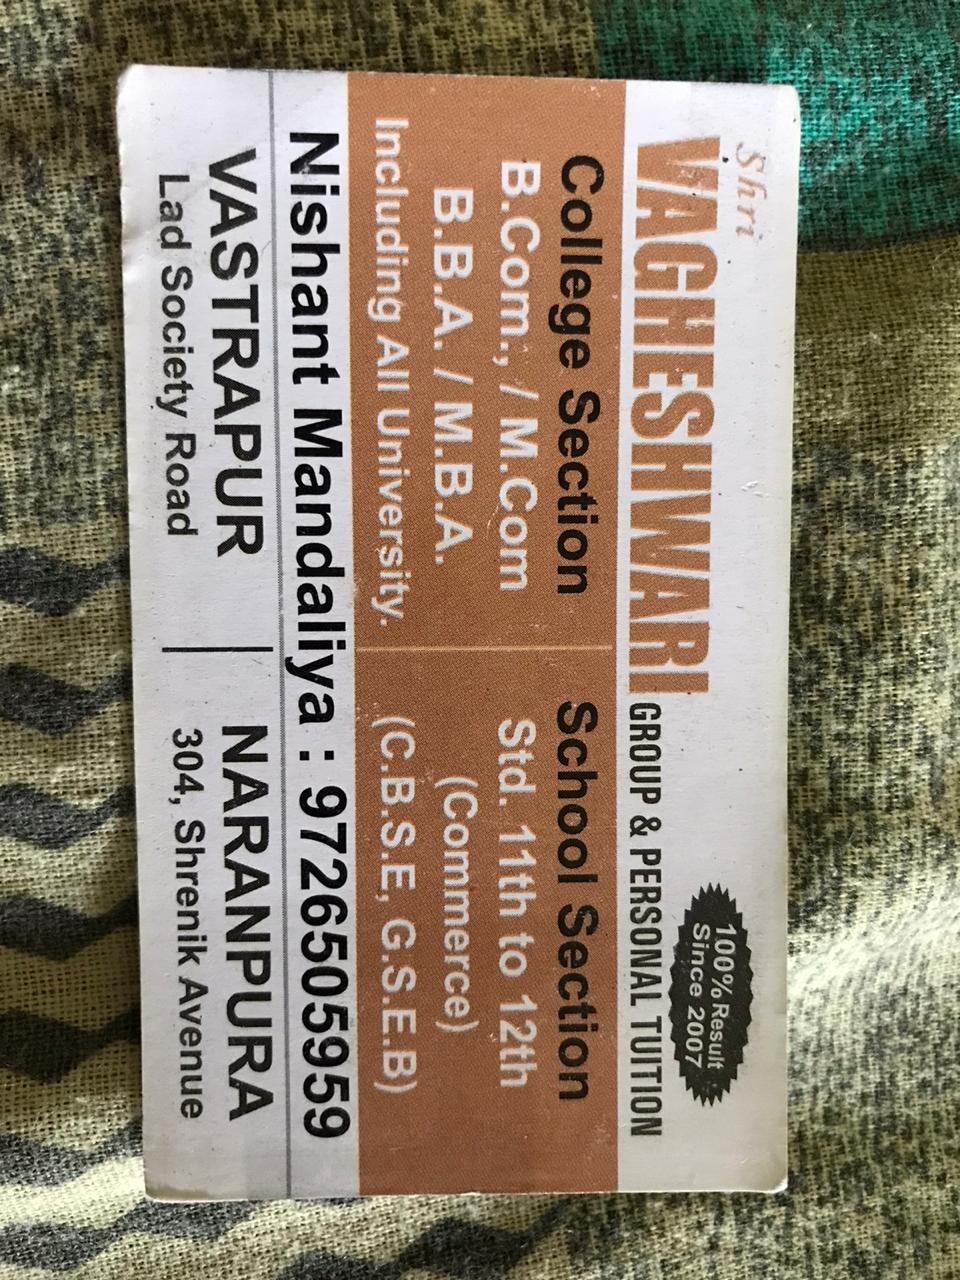 Shri
VAGHESHWARI
GROUP & PERSONAL TUITION
100% Result
Since 2007
College Section
B.Com., / M.Com
B.B.A. / M.B.A.
Including All University.
School Section
Std. 11th to 12th
(Commerce)
(C.B.S.E, G.S.E.B)
Nishant Mandaliya : 9726505959
VASTRAPUR
Lad Society Road
NARANPURA
304, Shrenik Avenue